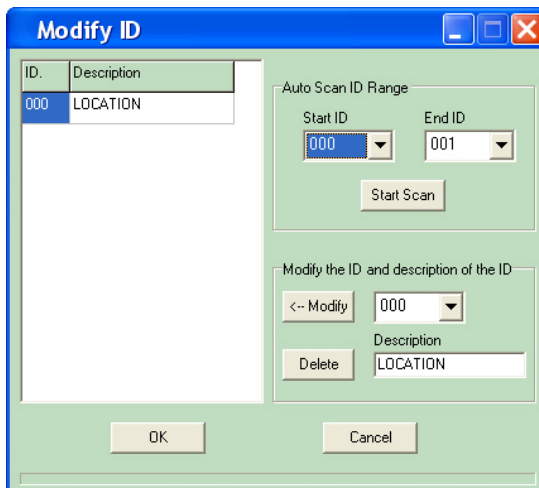 Modify ID
ID. Description
000 LOCATION
Auto Scan ID Range
Start ID End ID
000 001
Start Scan
Modify the ID and description of the ID
<-- Modify 000
Description
Delete LOCATION
OK Cancel